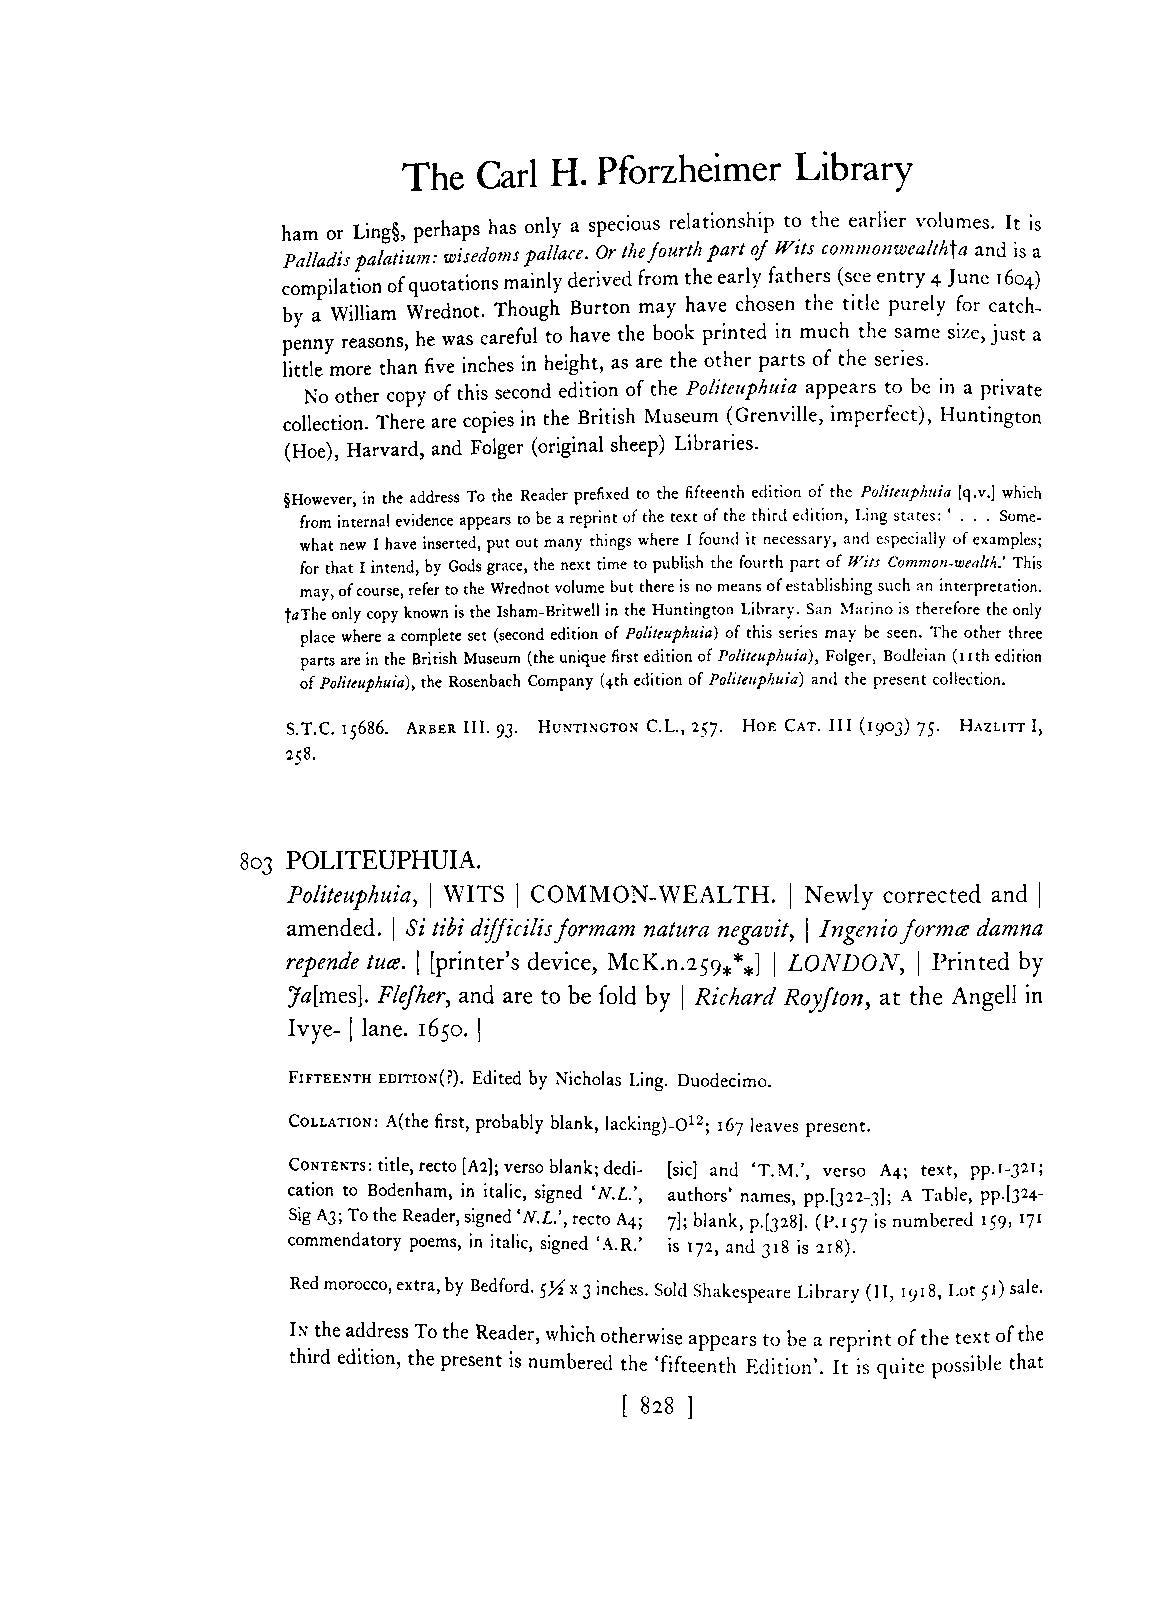 The Carl H. Pforzheimer Library
ham or Ling§, perhaps has only a specious relationship to the earlier volumes. It is
Palladis palatium: wisedoms pallace. Or the fourth part of Wits commonwealth†a and is a
compilation of quotations mainly derived from the early fathers (see entry 4 June 1604)
by a William Wrednot. Though Burton may have chosen the title purely for catch-
penny reasons, he was careful to have the book printed in much the same size, just a
little more than five inches in height, as are the other parts of the series.
No other copy of this second edition of the Politeuphuia appears to be in a private
collection. There are copies in the British Museum (Grenville, imperfect), Huntington
(Hoe), Harvard, and Folger (original sheep) Libraries.
§However, in the address To the Reader prefixed to the fifteenth edition of the Politeuphuia [q.v.] which
from internal evidence appears to be a reprint of the text of the third edition, Ling states: ' . . . Some-
what new I have inserted, put out many things where I found it necessary, and especially of examples;
for that I intend, by Gods grace, the next time to publish the fourth part of Wits Common-wealth.' This
may, of course, refer to the Wrednot volume but there is no means of establishing such an interpretation.
†aThe only copy known is the Isham-Britwell in the Huntington Library. San Marino is therefore the only
place where a complete set (second edition of Politeuphuia) of this series may be seen. The other three
parts are in the British Museum (the unique first edition of Politeuphuia), Folger, Bodleian (11th edition
of Politeuphuia), the Rosenbach Company (4th edition of Politeuphuia) and the present collection.
S.T.C. 15686. ARBER III. 93. HUNTINGTON C.L., 257. HOE CAT. III (1903) 75. HAZLITT I,
258.
803 POLITEUPHUIA.
Politeuphuia, | WITS | COMMON-WEALTH. | Newly corrected and |
amended. | Si tibi difficilis formam natura negavit, | Ingenio formæ damna
repende tuæ. | [printer's device, McK.n.259⁎*⁎] | LONDON, | Printed by
Ja[mes]. Fleſher, and are to be ſold by | Richard Royſton, at the Angell in
Ivye- | lane. 1650. |
FIFTEENTH EDITION(?). Edited by Nicholas Ling. Duodecimo.
COLLATION: A(the first, probably blank, lacking)-O¹²; 167 leaves present.
CONTENTS: title, recto [A2]; verso blank; dedi-
cation to Bodenham, in italic, signed 'N.L.',
Sig A3; To the Reader, signed 'N.L.', recto A4;
commendatory poems, in italic, signed 'A.R.'
[sic] and 'T.M.', verso A4; text, pp.1-321;
authors' names, pp.[322-3]; A Table, pp.[324-
7]; blank, p.[328]. (P.157 is numbered 159, 171
is 172, and 318 is 218).
Red morocco, extra, by Bedford. 5½ x 3 inches. Sold Shakespeare Library (II, 1918, Lot 51) sale.
IN the address To the Reader, which otherwise appears to be a reprint of the text of the
third edition, the present is numbered the 'fifteenth Edition'. It is quite possible that
[ 828 ]